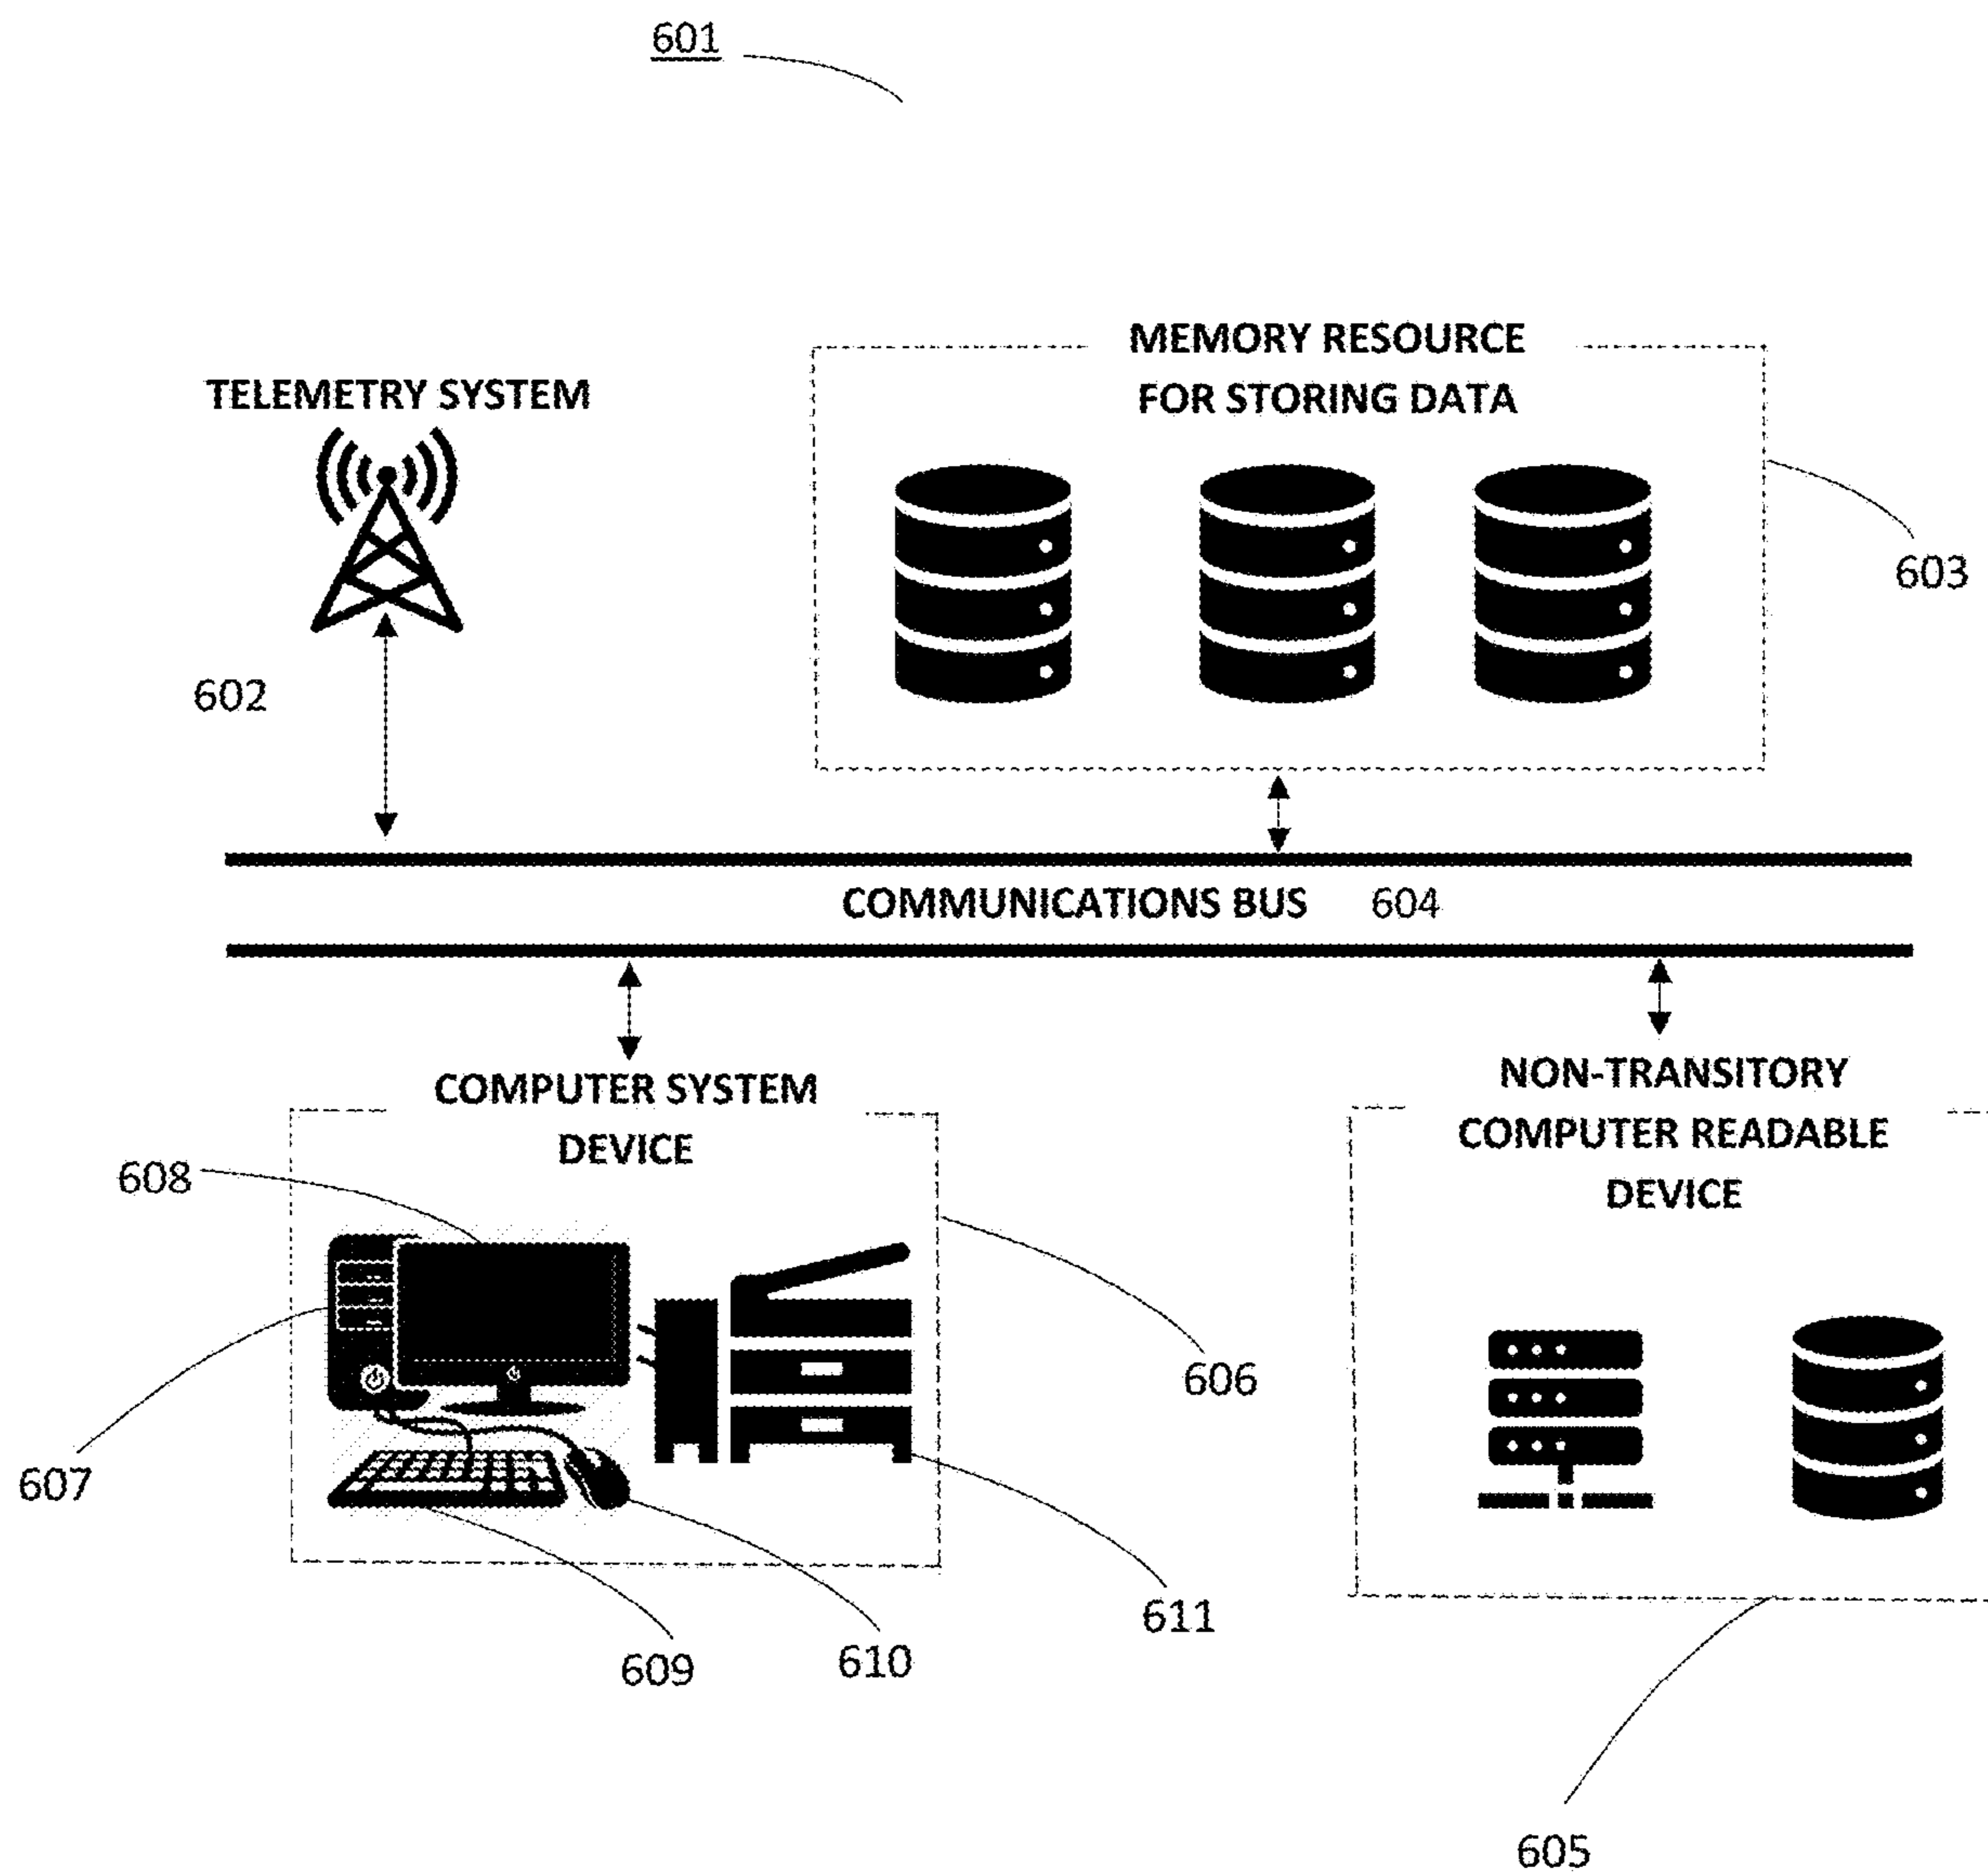 601
MEMORY RESOURCE
FOR STORING DATA
TELEMETRY SYSTEM
603
602
COMMUNICATIONS BUS 604
COMPUTER SYSTEM
DEVICE
NON-TRANSITORY
COMPUTER READABLE
DEVICE
608
606
607
611
609
610
605